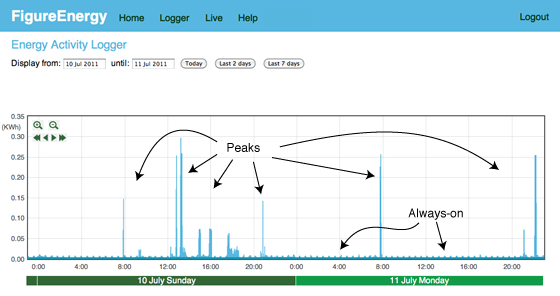 FigureEnergy Home Logger Live Help Logout
Energy Activity Logger
Display from: 10 Jul 2011 until: 11 Jul 2011 Today Last 2 days Last 7 days
0.35
(KWh)
0.30
0.25
0.20
0.15
0.10
0.05
0.00
Peaks
Always-on
0:00 4:00 8:00 12:00 16:00 20:00 0:00 4:00 8:00 12:00 16:00 20:00
10 July Sunday 11 July Monday